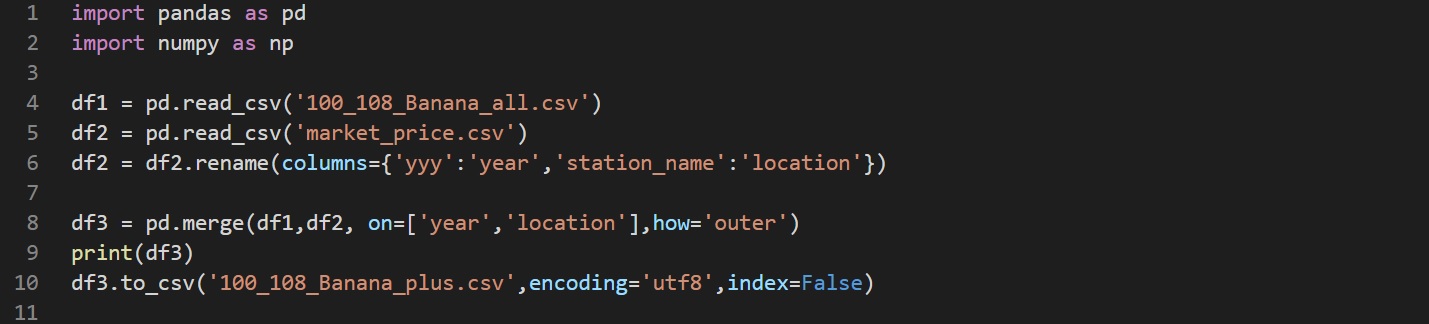 1 import pandas as pd
2 import numpy as np
3
4 df1 = pd.read_csv('100_108_Banana_all.csv')
5 df2 = pd.read_csv('market_price.csv')
6 df2 = df2.rename(columns={'yyy':'year','station_name':'location'})
7
8 df3 = pd.merge(df1,df2, on=['year','location'],how='outer')
9 print(df3)
10 df3.to_csv('100_108_Banana_plus.csv',encoding='utf8',index=False)
11